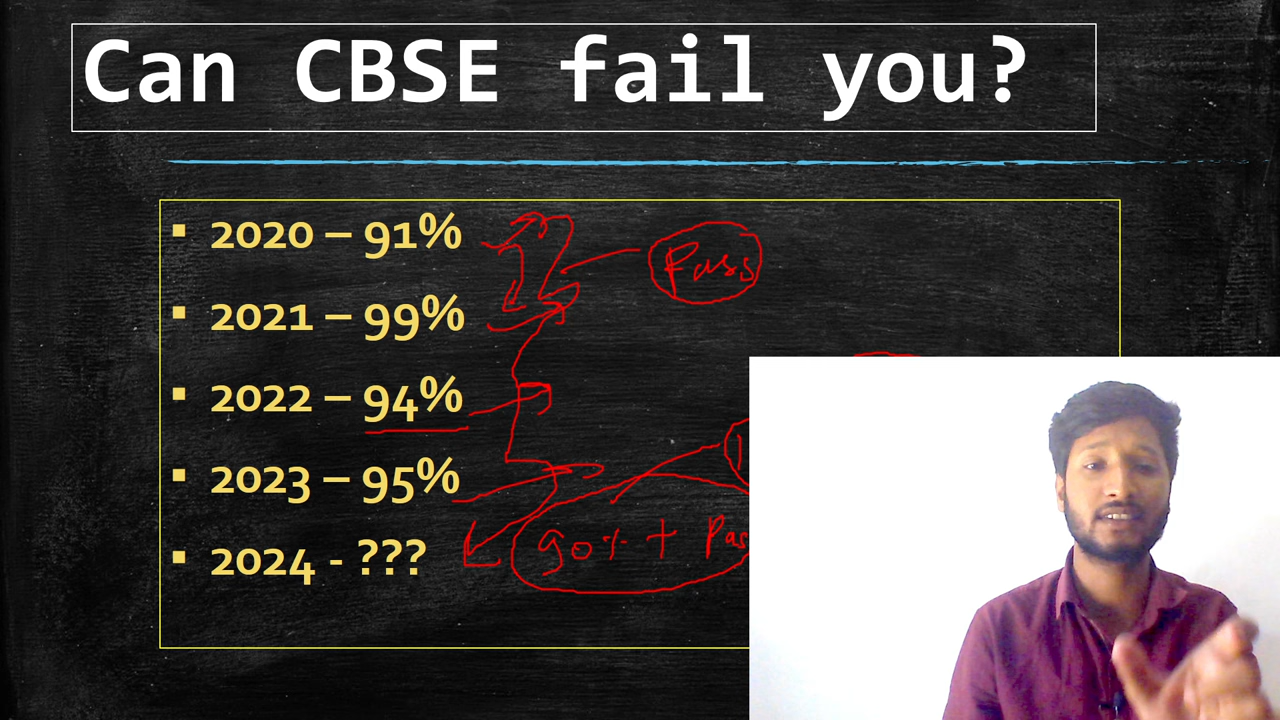 Can CBSE fail you?
▪ 2020 – 91%
Pass
▪ 2021 – 99%
▪ 2022 – 94%
▪ 2023 – 95%
▪ 2024 - ???
90% + Pas